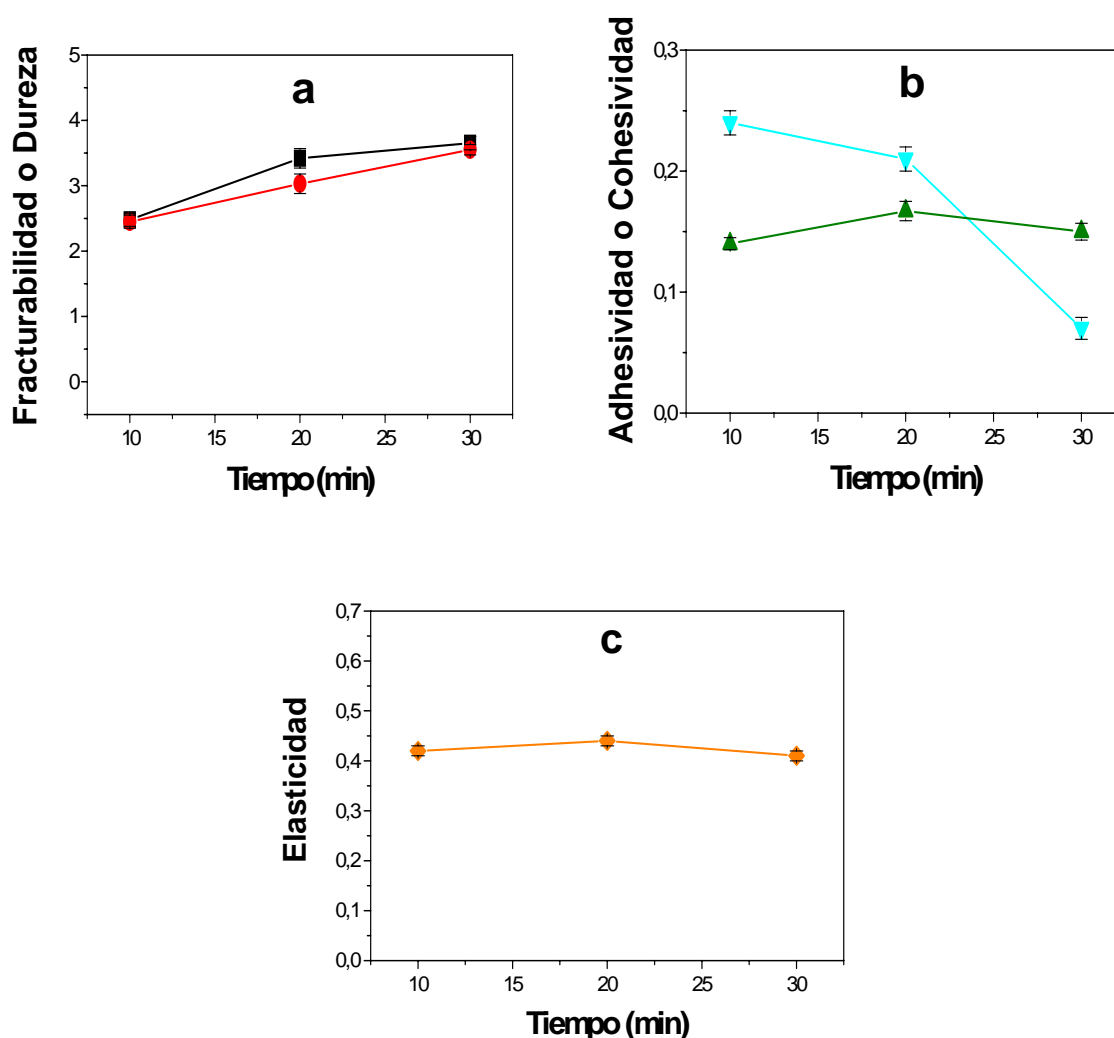 Fracturabilidad o Dureza
a
5
4
3
2
1
0
10 15 20 25 30
Tiempo (min)
Adhesividad o Cohesividad
b
0,3
0,2
0,1
0,0
10 15 20 25 30
Tiempo (min)
Elasticidad
c
0,7
0,6
0,5
0,4
0,3
0,2
0,1
0,0
10 15 20 25 30
Tiempo (min)